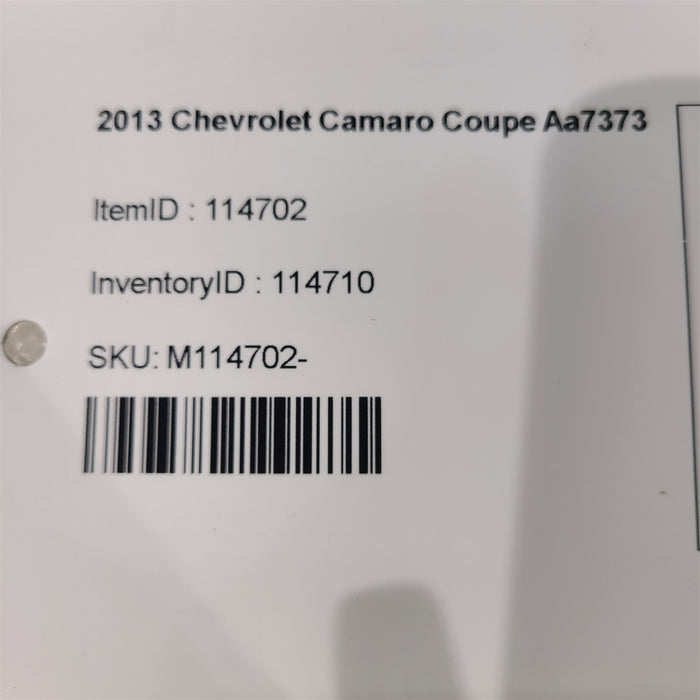 2013 Chevrolet Camaro Coupe Aa7373
ItemID : 114702
InventoryID : 114710
SKU: M114702-